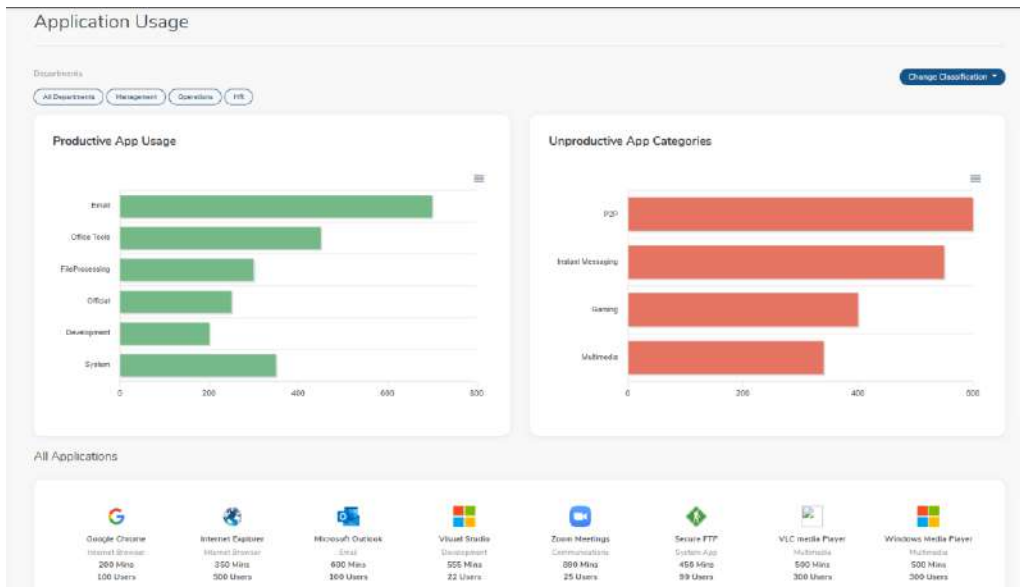 Application Usage
Departments
Change Classification
All Departments
Management
Operations
HR
Productive App Usage
Email
Office Tools
FileProcessing
Official
Development
System
0 200 400 600 800
Unproductive App Categories
P2P
Instant Messaging
Gaming
Multimedia
0 200 400 600
All Applications
Google Chrome Internet Explorer Microsoft Outlook Visual Studio Zoom Meetings Secure FTP VLC media Player Windows Media Player
Internet Browser Internet Browser Email Development Communications System App Multimedia Multimedia
200 Mins 350 Mins 600 Mins 555 Mins Mins 456 Mins 500 Mins 500 Mins
100 Users 500 Users 100 Users 22 Users 25 Users 99 Users 300 Users 300 Users